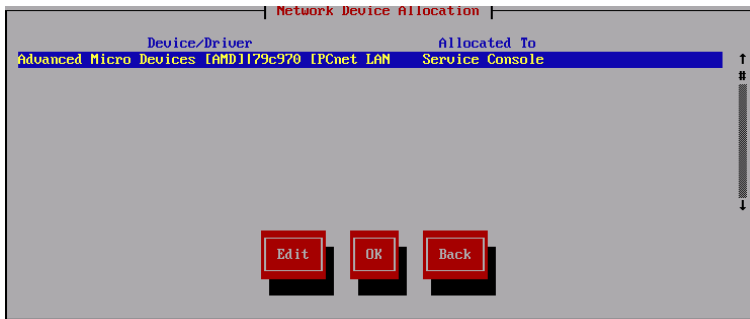 Network Device Allocation
Device/Driver Allocated To
Advanced Micro Devices [AMD]|79c970 [PCnet LAN Service Console
Edit OK Back